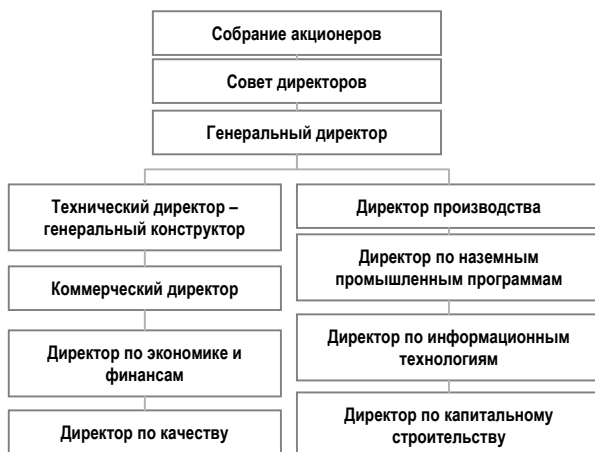 Собрание акционеров
Совет директоров
Генеральный директор
Технический директор –
генеральный конструктор
Коммерческий директор
Директор по экономике и
финансам
Директор по качеству
Директор производства
Директор по наземным
промышленным программам
Директор по информационным
технологиям
Директор по капитальному
строительству